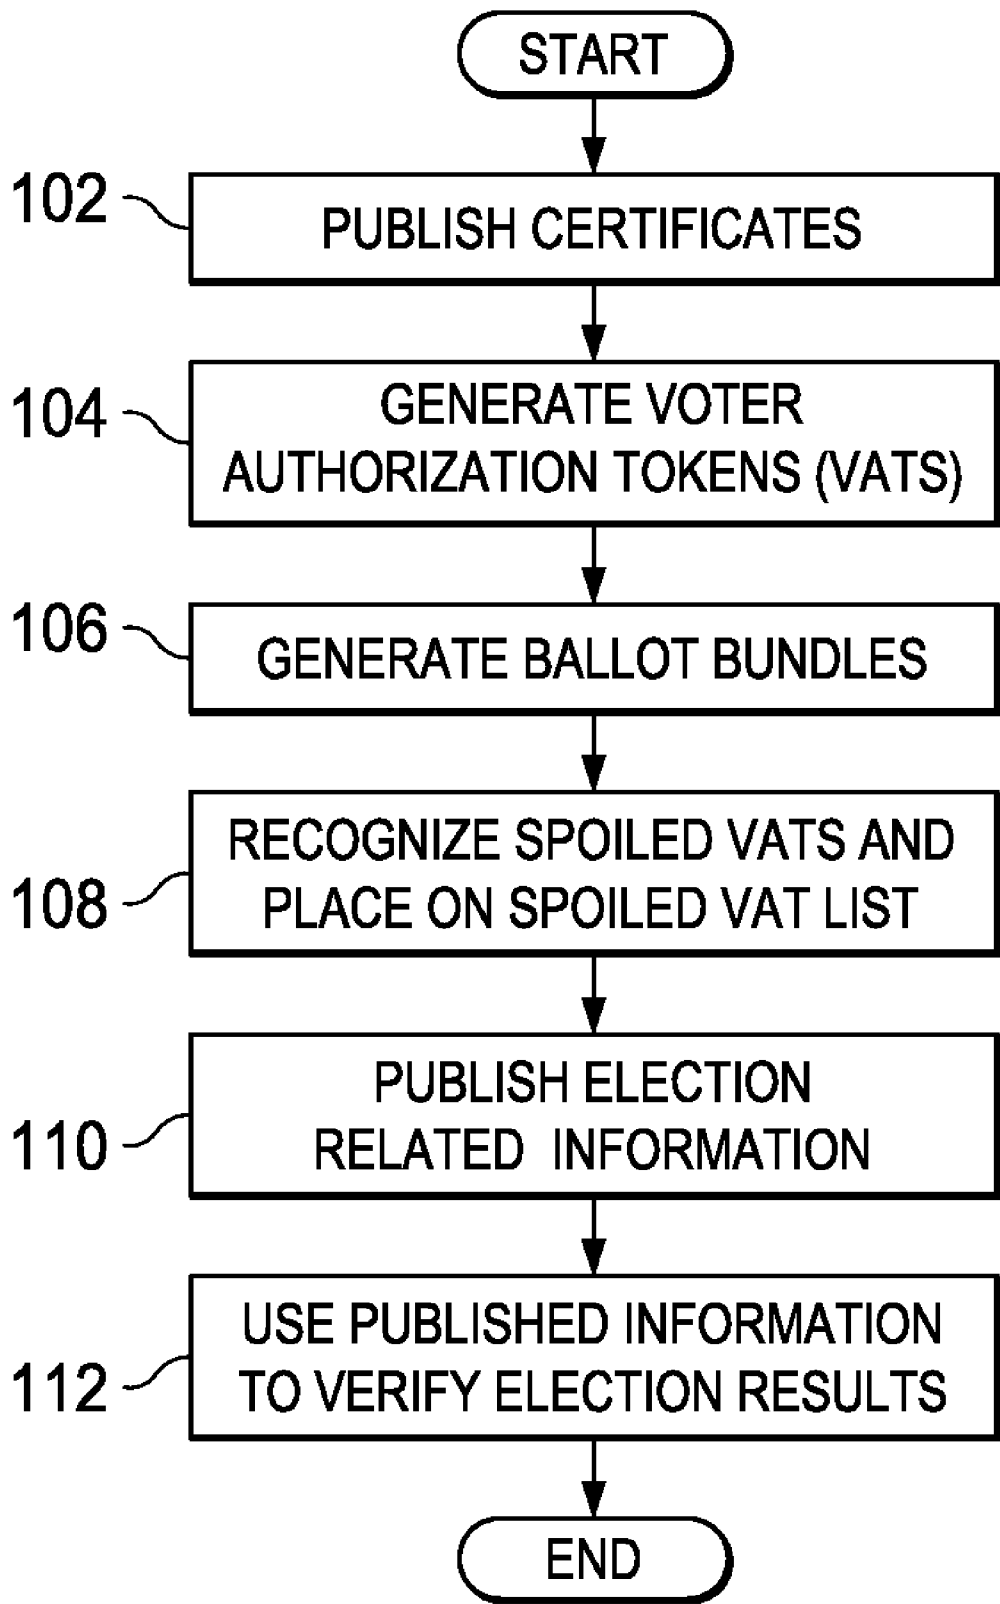 START
102
PUBLISH CERTIFICATES
104
GENERATE VOTER
AUTHORIZATION TOKENS (VATS)
106
GENERATE BALLOT BUNDLES
108
RECOGNIZE SPOILED VATS AND
PLACE ON SPOILED VAT LIST
110
PUBLISH ELECTION
RELATED INFORMATION
112
USE PUBLISHED INFORMATION
TO VERIFY ELECTION RESULTS
END